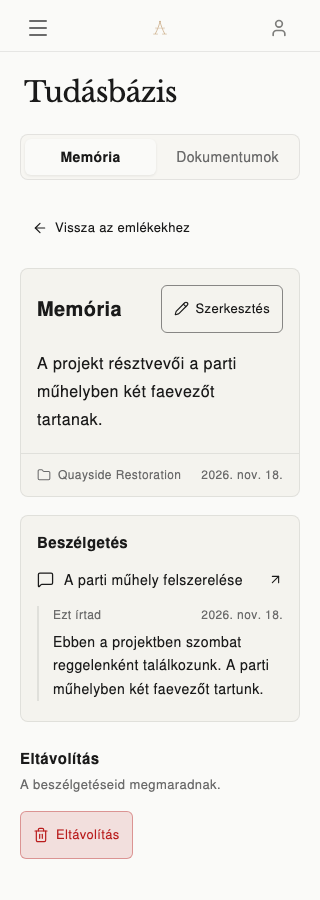 Tudásbázis
Memória
Dokumentumok
Vissza az emlékekhez
Memória
Szerkesztés
A projekt résztvevői a parti
műhelyben két faevezőt
tartanak.
Quayside Restoration
2026. nov. 18.
Beszélgetés
A parti műhely felszerelése
Ezt írtad
2026. nov. 18.
Ebben a projektben szombat
reggelenként találkozunk. A parti
műhelyben két faevezőt tartunk.
Eltávolítás
A beszélgetéseid megmaradnak.
Eltávolítás